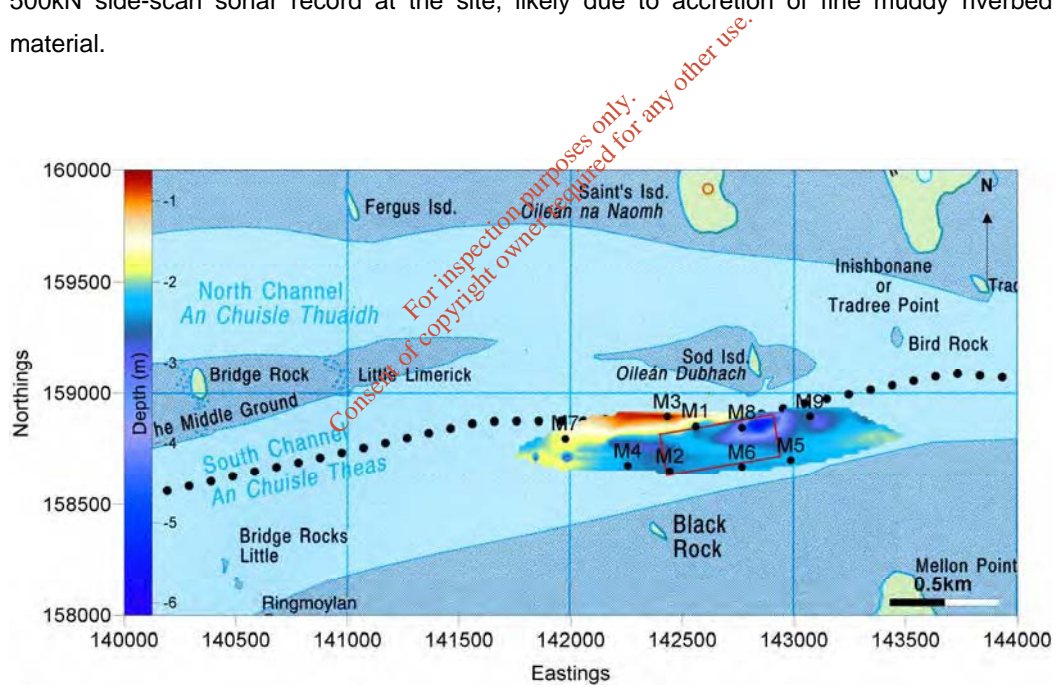 500kN side-scan sonar record at the site, likely due to accretion of fine muddy riverbed
material.
For inspection purposes only.
Consent of copyright owner required for any other use.
160000
159500
159000
158500
158000
Northings
Depth (m)
-1
-2
-3
-4
-5
-6
Fergus Isd.
Saint's Isd.
Oileán na Naomh
N
Inishbonane
or
Tradree Point
Trad
North Channel
An Chuisle Thuaidh
Bird Rock
Sod Isd.
Oileán Dubhach
Bridge Rock
Little Limerick
he Middle Ground
M3
M1
M8
M9
M7
M4
M2
M6
M5
South Channel
An Chuisle Theas
Black
Rock
Bridge Rocks
Little
Mellon Point
0.5km
Ringmoylan
140000 140500 141000 141500 142000 142500 143000 143500 144000
Eastings